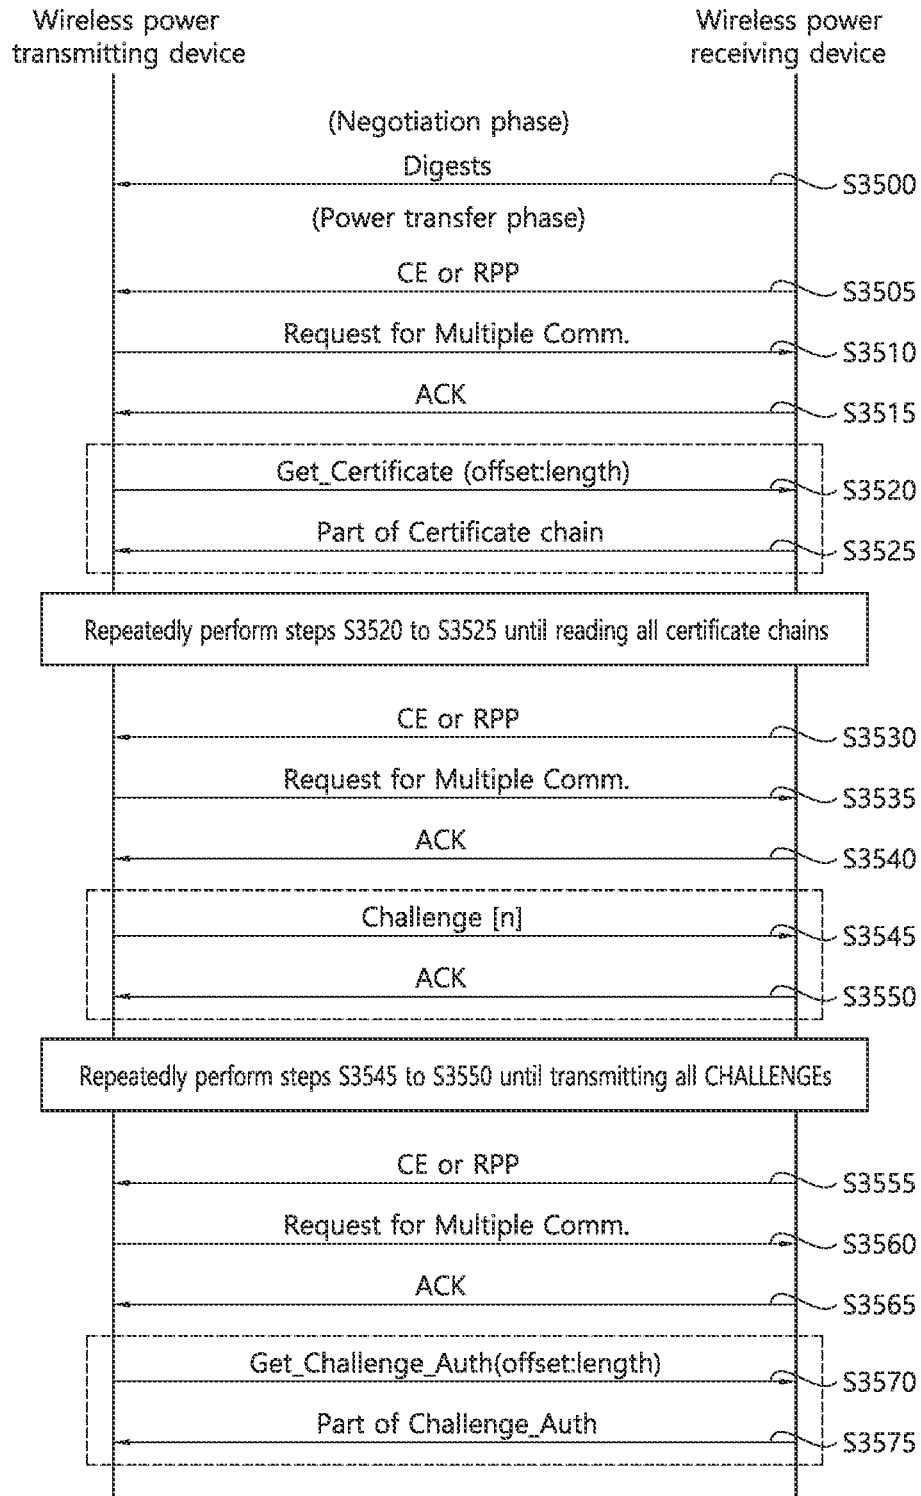 Wireless power
transmitting device
Wireless power
receiving device
(Negotiation phase)
Digests
S3500
(Power transfer phase)
CE or RPP
S3505
Request for Multiple Comm.
S3510
ACK
S3515
Get_Certificate (offset:length)
S3520
Part of Certificate chain
S3525
Repeatedly perform steps S3520 to S3525 until reading all certificate chains
CE or RPP
S3530
Request for Multiple Comm.
S3535
ACK
S3540
Challenge [n]
S3545
ACK
S3550
Repeatedly perform steps S3545 to S3550 until transmitting all CHALLENGEs
CE or RPP
S3555
Request for Multiple Comm.
S3560
ACK
S3565
Get_Challenge_Auth(offset:length)
S3570
Part of Challenge_Auth
S3575